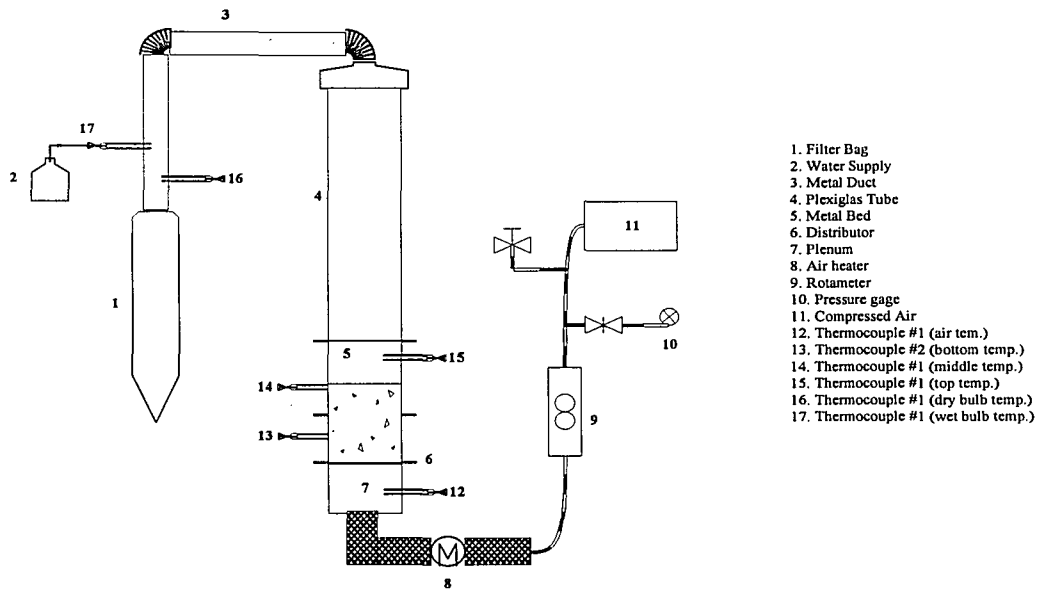 3
17
2
16
4
11
1
10
5
15
14
9
13
6
7
12
M
8
1. Filter Bag
2. Water Supply
3. Metal Duct
4. Plexiglas Tube
5. Metal Bed
6. Distributor
7. Plenum
8. Air heater
9. Rotameter
10. Pressure gage
11. Compressed Air
12. Thermocouple #1 (air tem.)
13. Thermocouple #2 (bottom temp.)
14. Thermocouple #1 (middle temp.)
15. Thermocouple #1 (top temp.)
16. Thermocouple #1 (dry bulb temp.)
17. Thermocouple #1 (wet bulb temp.)